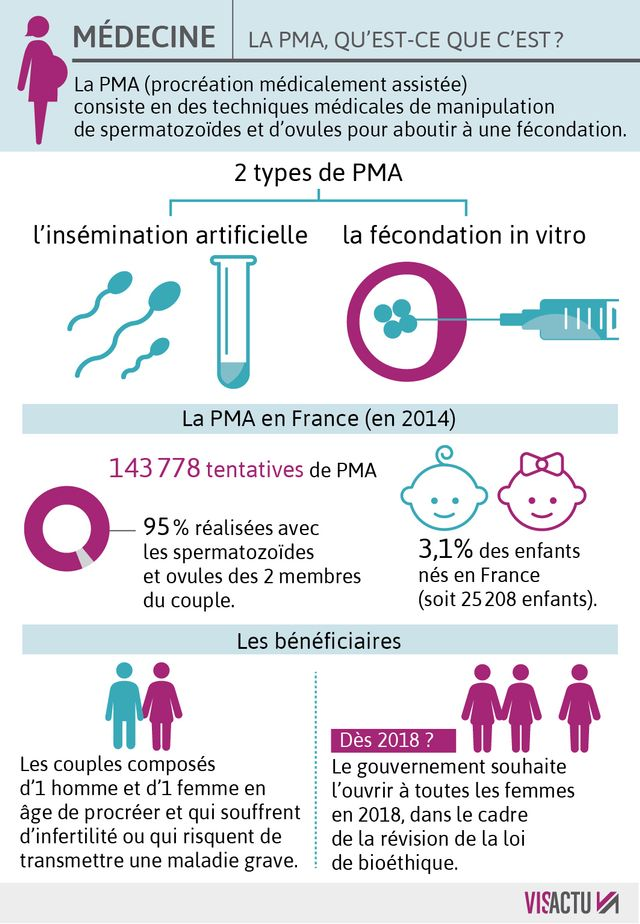 MÉDECINE
LA PMA, QU'EST-CE QUE C'EST ?
La PMA (procréation médicalement assistée)
consiste en des techniques médicales de manipulation
de spermatozoïdes et d'ovules pour aboutir à une fécondation.
2 types de PMA
l'insémination artificielle
la fécondation in vitro
La PMA en France (en 2014)
143 778 tentatives de PMA
95 % réalisées avec
les spermatozoïdes
et ovules des 2 membres
du couple.
3,1% des enfants
nés en France
(soit 25 208 enfants).
Les bénéficiaires
Les couples composés
d'1 homme et d'1 femme en
âge de procréer et qui souffrent
d'infertilité ou qui risquent de
transmettre une maladie grave.
Dès 2018 ?
Le gouvernement souhaite
l'ouvrir à toutes les femmes
en 2018, dans le cadre
de la révision de la loi
de bioéthique.
VISACTU